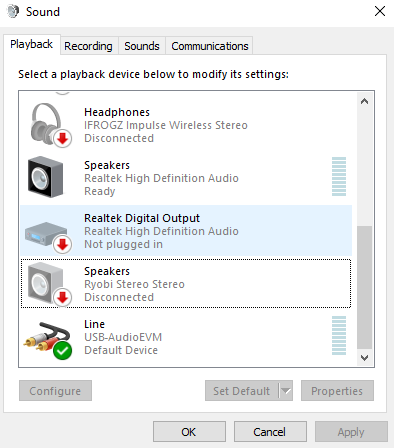 Sound
Playback Recording Sounds Communications
Select a playback device below to modify its settings:
Headphones
IFROGZ Impulse Wireless Stereo
Disconnected
Speakers
Realtek High Definition Audio
Ready
Realtek Digital Output
Realtek High Definition Audio
Not plugged in
Speakers
Ryobi Stereo Stereo
Disconnected
Line
USB-AudioEVM
Default Device
Configure Set Default Properties
OK Cancel Apply